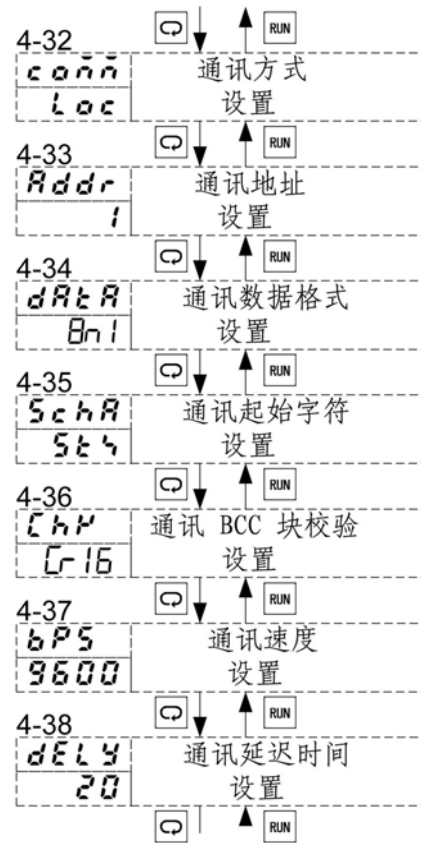 RUN
4-32
conn 通讯方式
Loc 设置
RUN
4-33
Addr 通讯地址
1 设置
RUN
4-34
dAtA 通讯数据格式
8n1 设置
RUN
4-35
SchA 通讯起始字符
设置
RUN
4-36
ChK 通讯 BCC 块校验
Cr16 设置
RUN
4-37
bPS 通讯速度
9600 设置
RUN
4-38
dELY 通讯延迟时间
20 设置
RUN